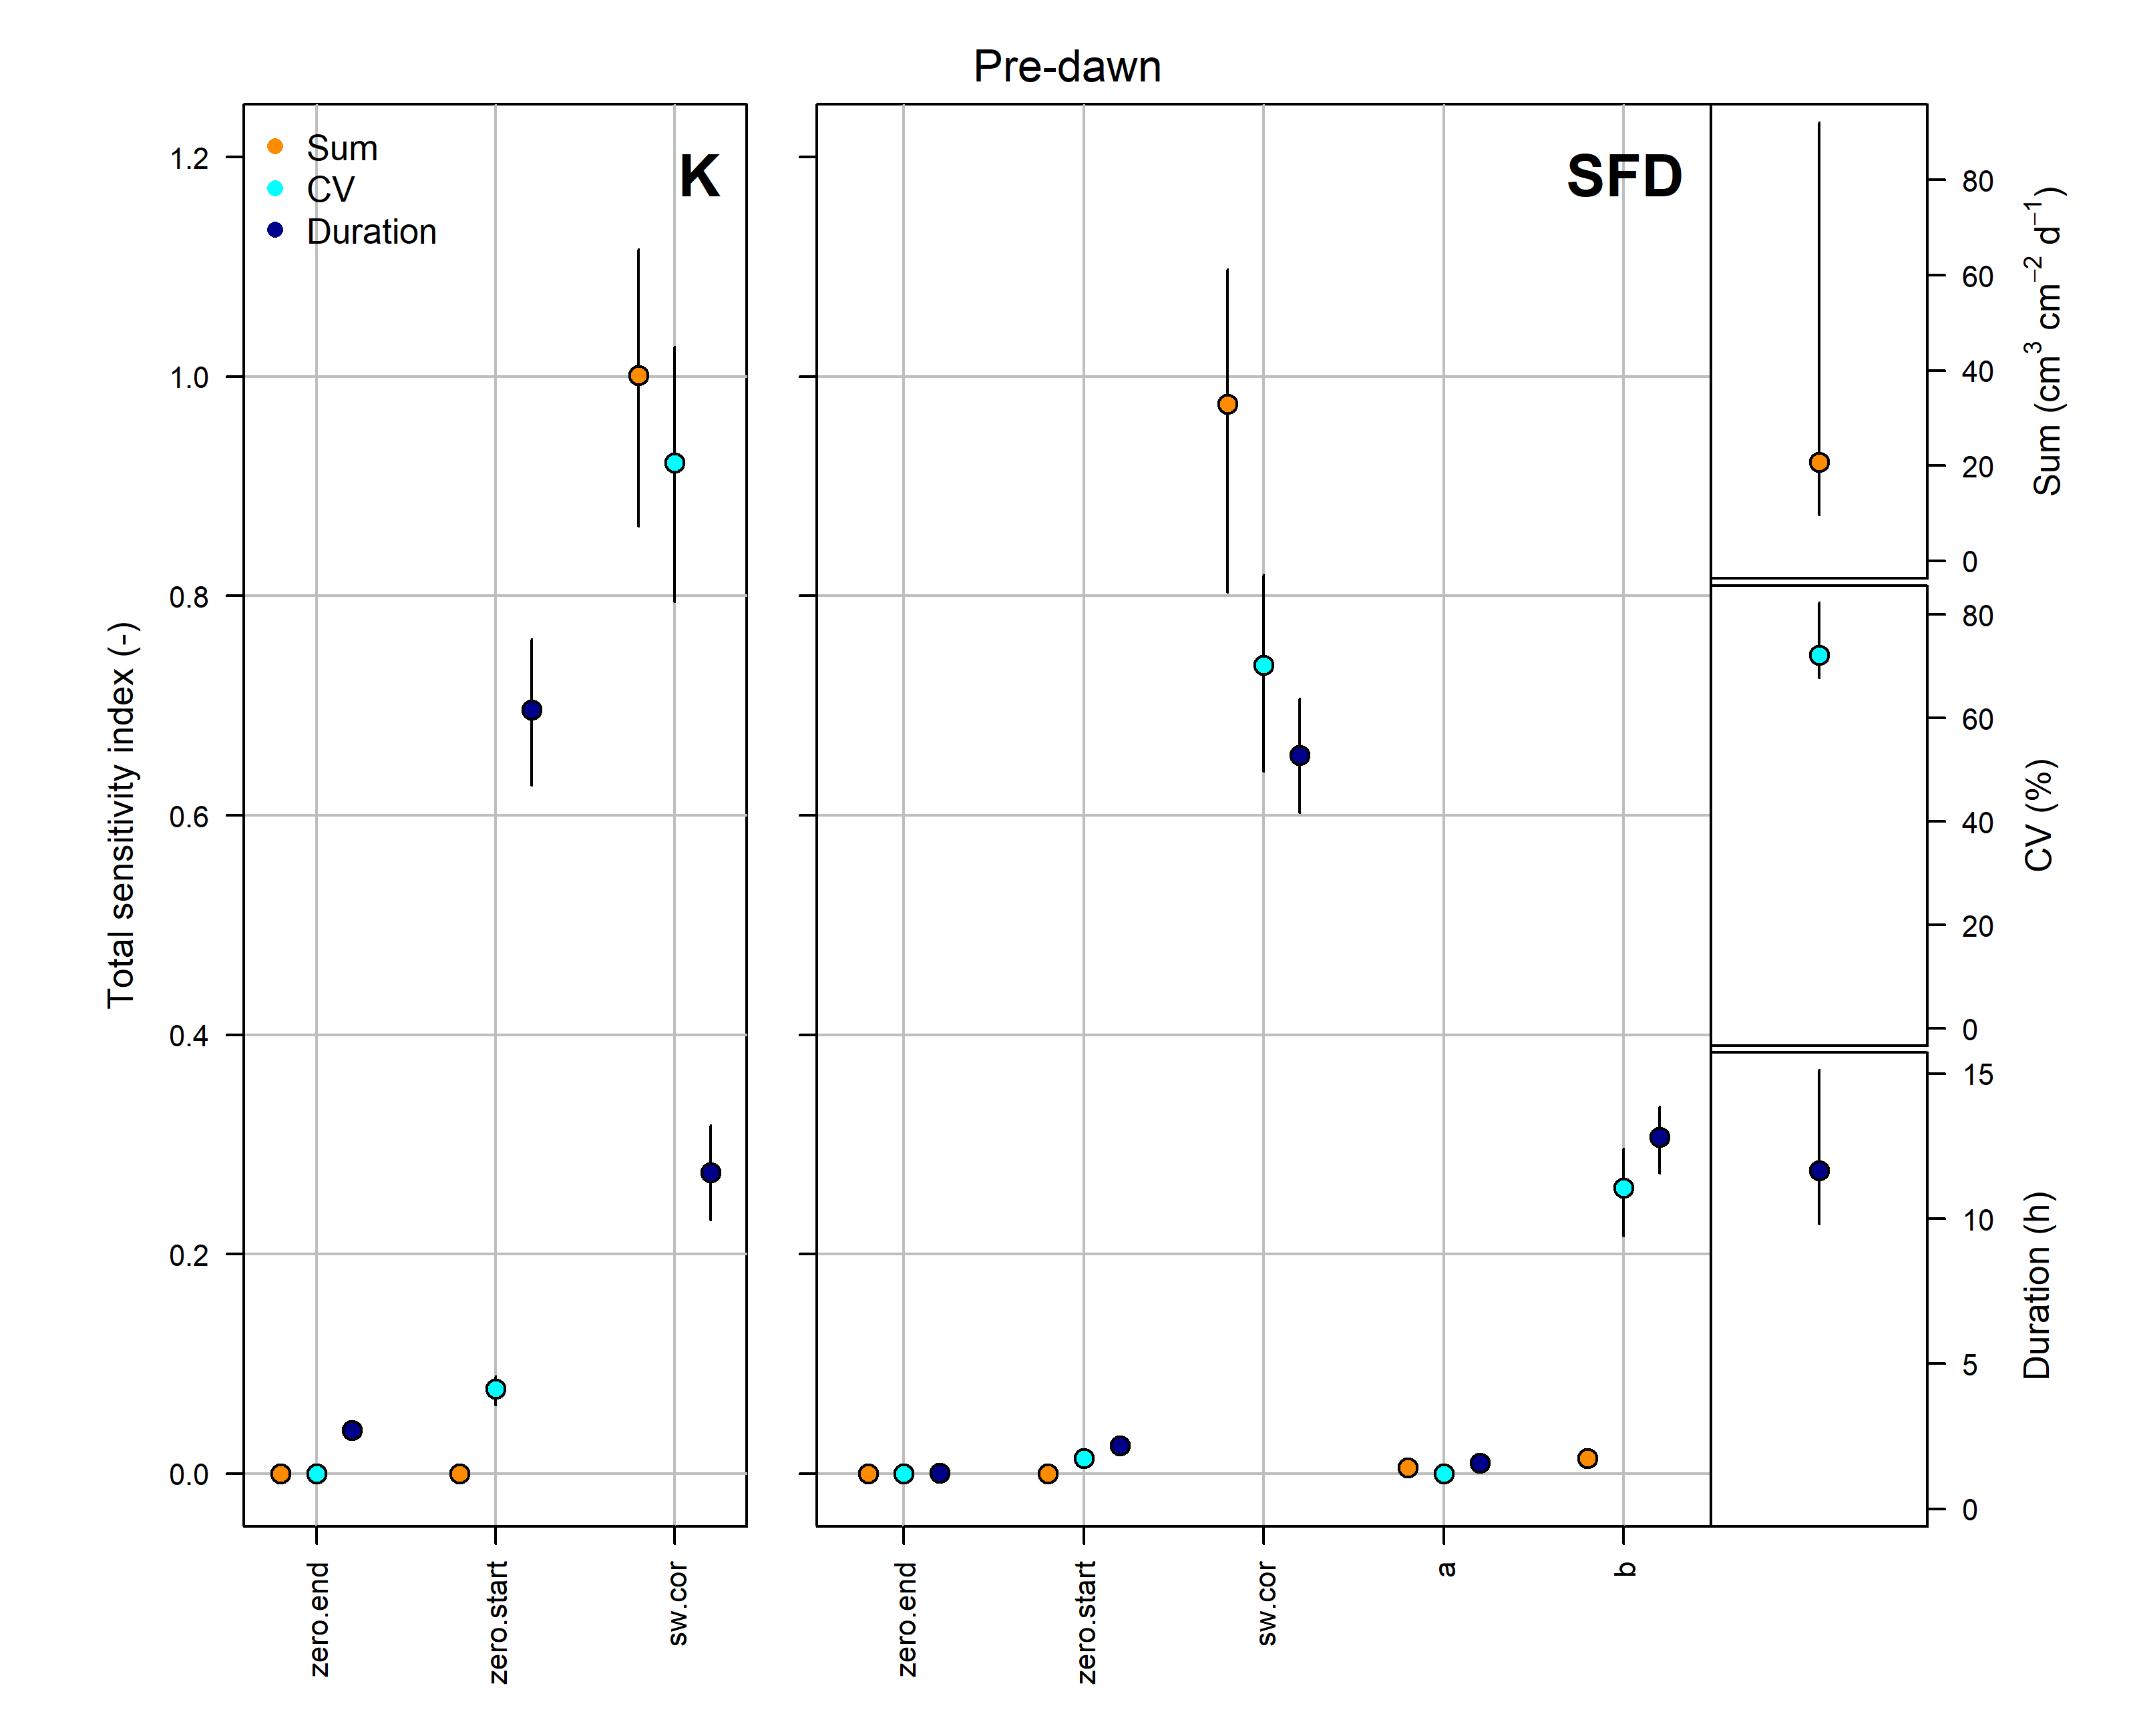 Pre-dawn
Sum
CV
Duration
K
SFD
1.2
1.0
0.8
0.6
0.4
0.2
0.0
Total sensitivity index (-)
zero.end
zero.start
sw.cor
zero.end
zero.start
sw.cor
a
b
80
60
40
20
0
Sum (cm³ cm⁻² d⁻¹)
80
60
40
20
0
CV (%)
15
10
5
0
Duration (h)